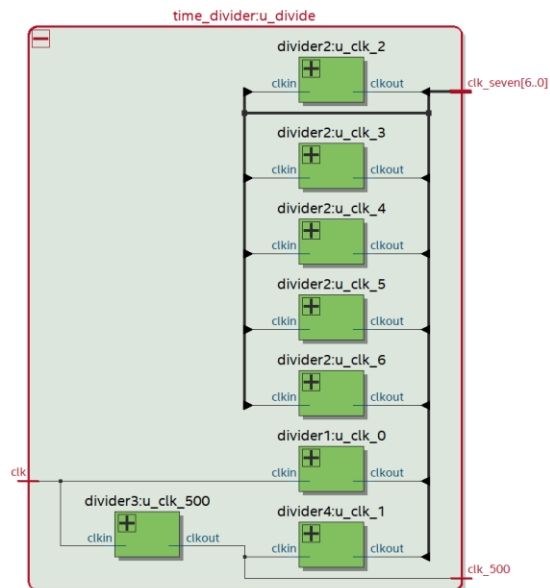 time_divider:u_divide
divider2:u_clk_2
clkin clkout
clk_seven[6..0]
divider2:u_clk_3
clkin clkout
divider2:u_clk_4
clkin clkout
divider2:u_clk_5
clkin clkout
divider2:u_clk_6
clkin clkout
divider1:u_clk_0
clk
clkin clkout
divider3:u_clk_500
clkin clkout
divider4:u_clk_1
clkin clkout
clk_500